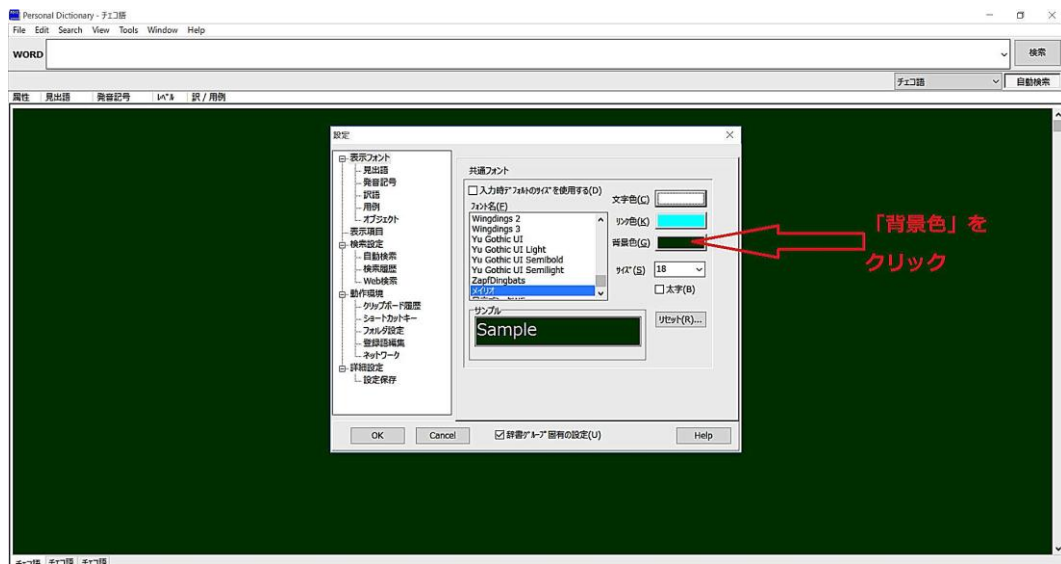 Personal Dictionary - チェコ語
File Edit Search View Tools Window Help
WORD
検索
チェコ語
自動検索
属性 見出語 発音記号 ﾚﾍﾞﾙ 訳 / 用例
設定
表示フォント
見出語
発音記号
訳語
用例
オブジェクト
表示項目
検索設定
自動検索
検索履歴
Web検索
動作環境
クリップボード履歴
ショートカットキー
フォルダ設定
登録語編集
ネットワーク
詳細設定
設定保存
共通フォント
入力時ﾃﾞﾌｫﾙﾄのｻｲｽﾞを使用する(D)
ﾌｫﾝﾄ名(F)
Wingdings 2
Wingdings 3
Yu Gothic UI
Yu Gothic UI Light
Yu Gothic UI Semibold
Yu Gothic UI Semilight
ZapfDingbats
メイリオ
文字色(C)
ﾘﾝｸ色(K)
背景色(G)
ｻｲｽﾞ(S) 18
太字(B)
サンプル
Sample
ﾘｾｯﾄ(R)...
OK Cancel 辞書ｸﾞﾙｰﾌﾟ固有の設定(U) Help
「背景色」を
クリック
チェコ語 チェコ語 チェコ語